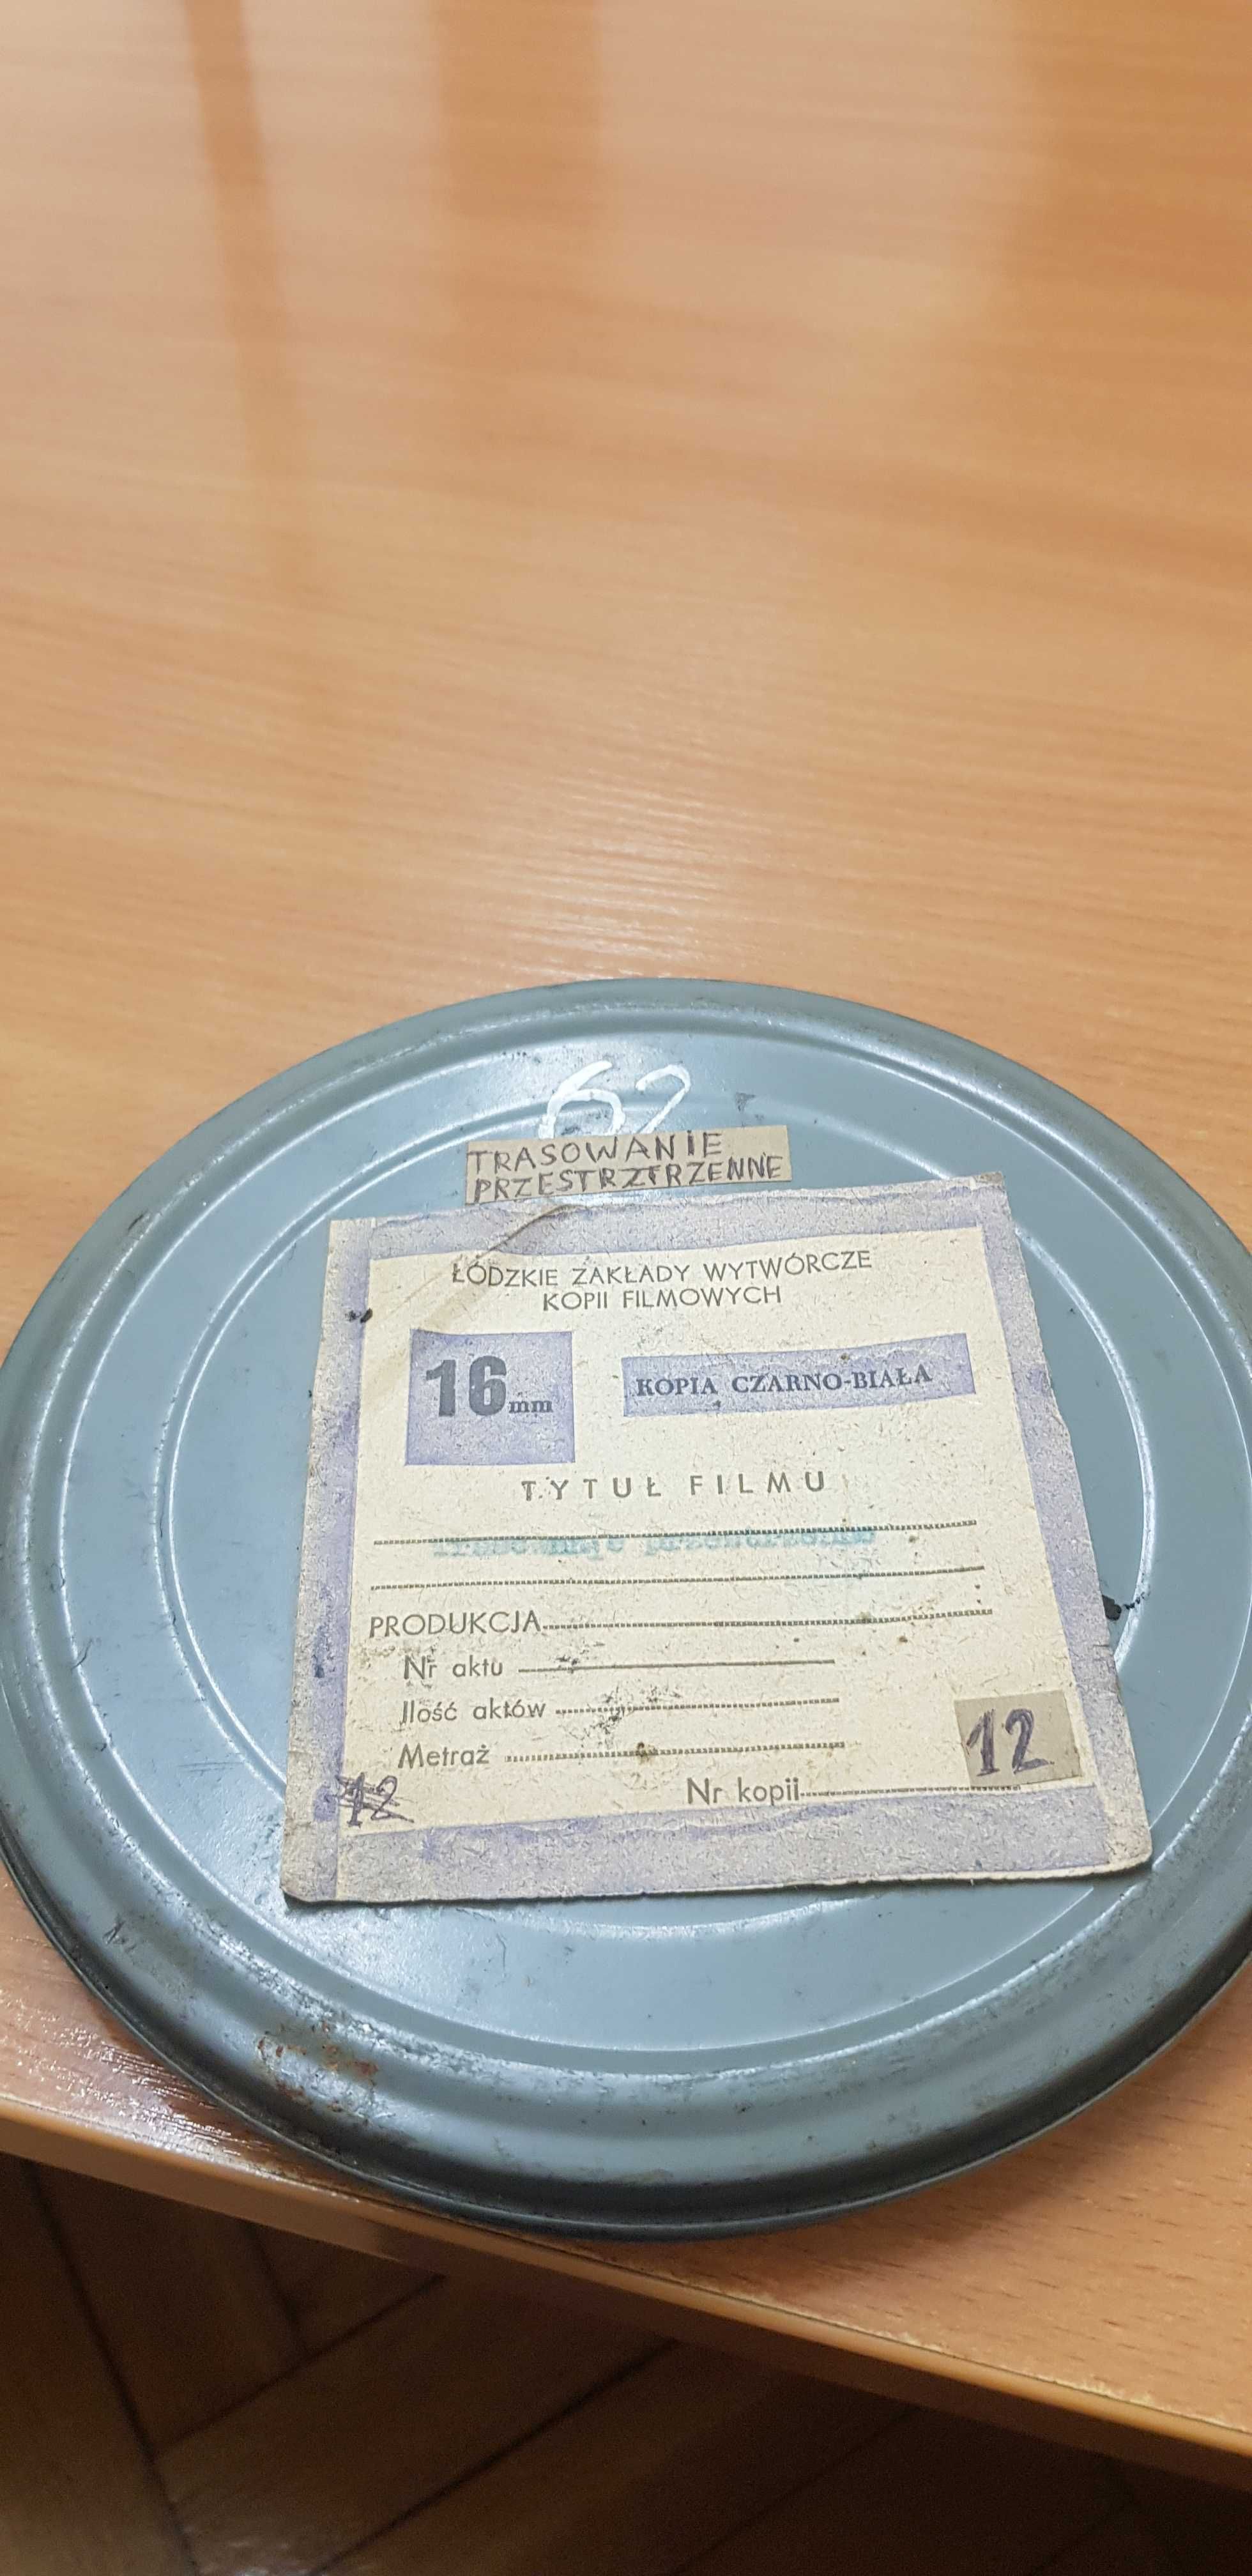 62
TRASOWANIE
PRZESTRZTRZENNE
ŁÓDZKIE ZAKŁADY WYTWÓRCZE
KOPII FILMOWYCH
16mm
KOPIA CZARNO-BIAŁA
TYTUŁ FILMU
PRODUKCJA
Nr aktu
Ilość aktów
Metraż
12
12
Nr kopii